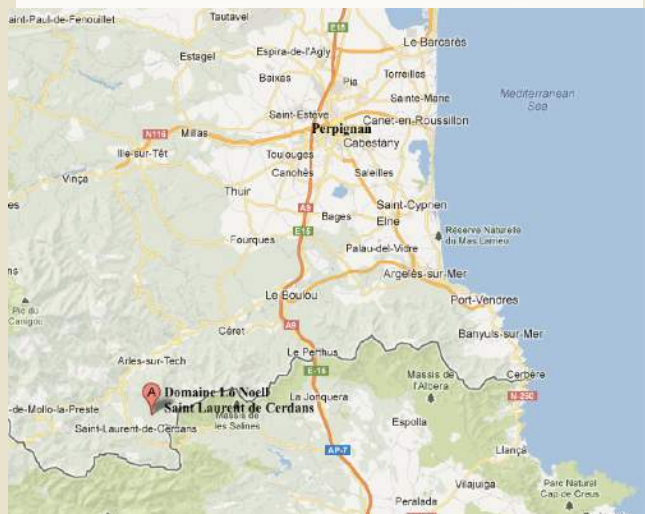 aint-Paul-de-Fenouillet
Tautavel
E15
Le Barcarès
Estagel
Espira-de-l'Agly
Baixas
Pia
Torreilles
Mediterranean
Sea
Sainte-Marie
Saint-Estève
Canet-en-Roussillon
N116
Millas
Perpignan
Cabestany
Ille-sur-Têt
Toulouges
Vinça
Canohès
Saleilles
Thuir
A9
Saint-Cyprien
Bages
Elne
es
E15
Réserve Naturelle
du Mas Larrieu
Fourques
Palau-del-Vidre
Argelès-sur-Mer
Pic du
Canigou
Le Boulou
Port-Vendres
Céret
A9
Banyuls-sur-Mer
Arles-sur-Tech
Le Perthus
E-15
Massis de
l'Albera
Cerbère
A
Domaine Lo Noell
La Jonquera
N-260
-de-Mollo-la-Preste
Saint Laurent de Cerdans
Massis de
les Salines
Espolla
Saint-Laurent-de-Cerdans
Llançà
AP-7
Vilajuïga
Parc Natural
Cap de Creus
Peralada